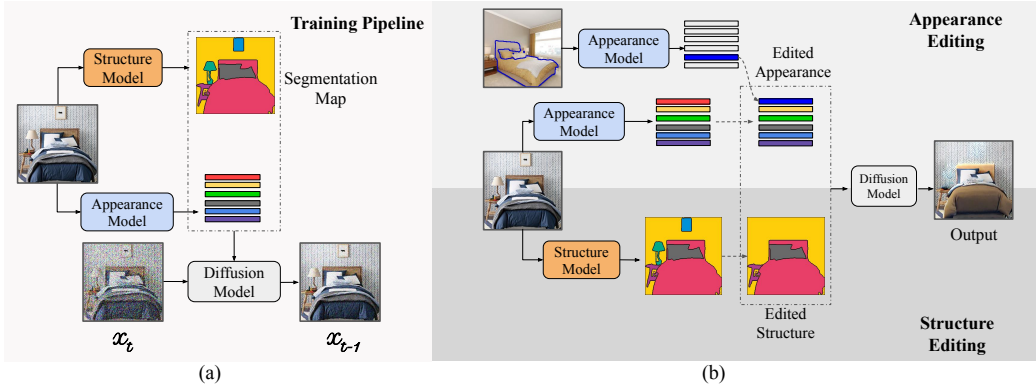 Training Pipeline
Structure
Model
Segmentation
Map
Appearance
Model
Diffusion
Model
x_t
x_{t-1}
(a)
Appearance
Editing
Appearance
Model
Edited
Appearance
Appearance
Model
Diffusion
Model
Output
Structure
Model
Edited
Structure
Structure
Editing
(b)